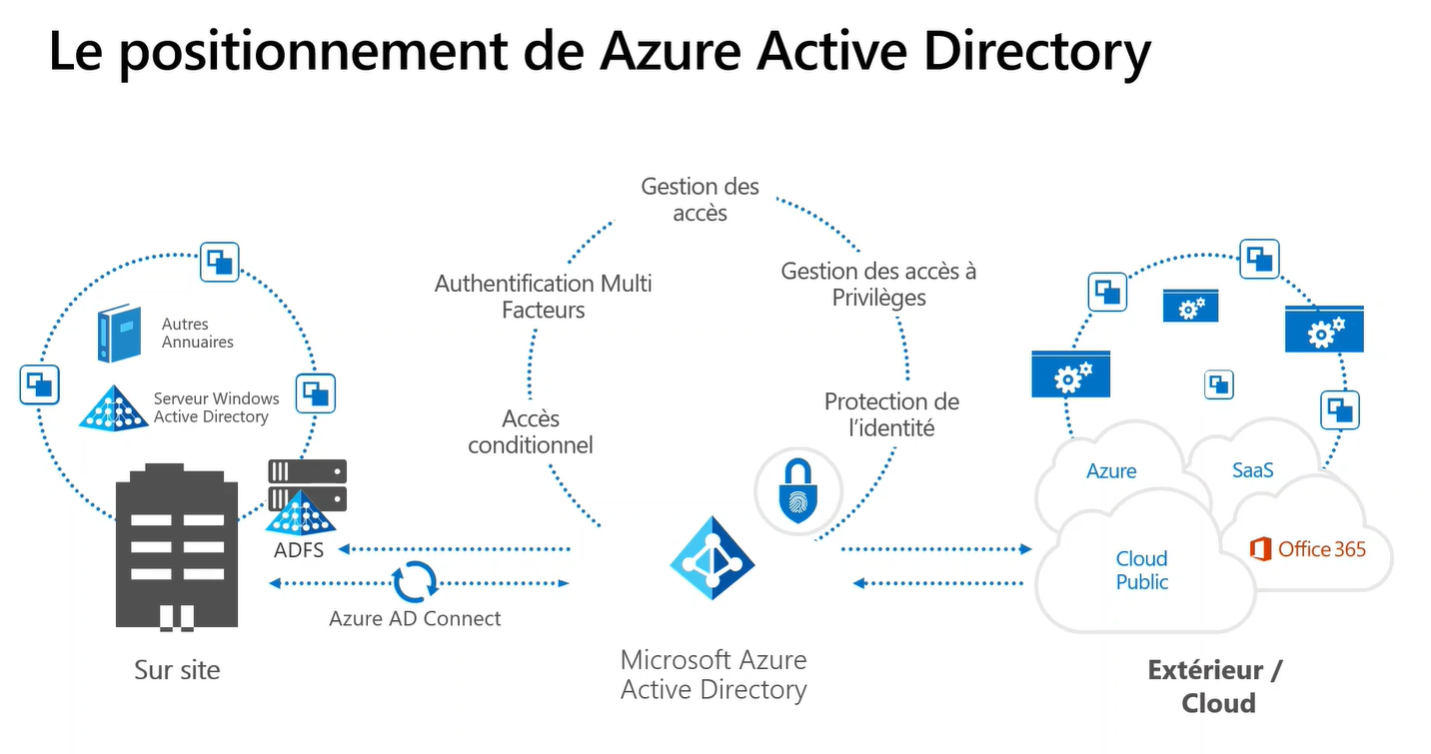 Le positionnement de Azure Active Directory
Gestion des
accès
Authentification Multi
Facteurs
Gestion des accès à
Privilèges
Accès
conditionnel
Protection de
l'identité
Autres
Annuaires
Serveur Windows
Active Directory
ADFS
Azure AD Connect
Sur site
Microsoft Azure
Active Directory
Azure
SaaS
Cloud
Public
Office 365
Extérieur /
Cloud